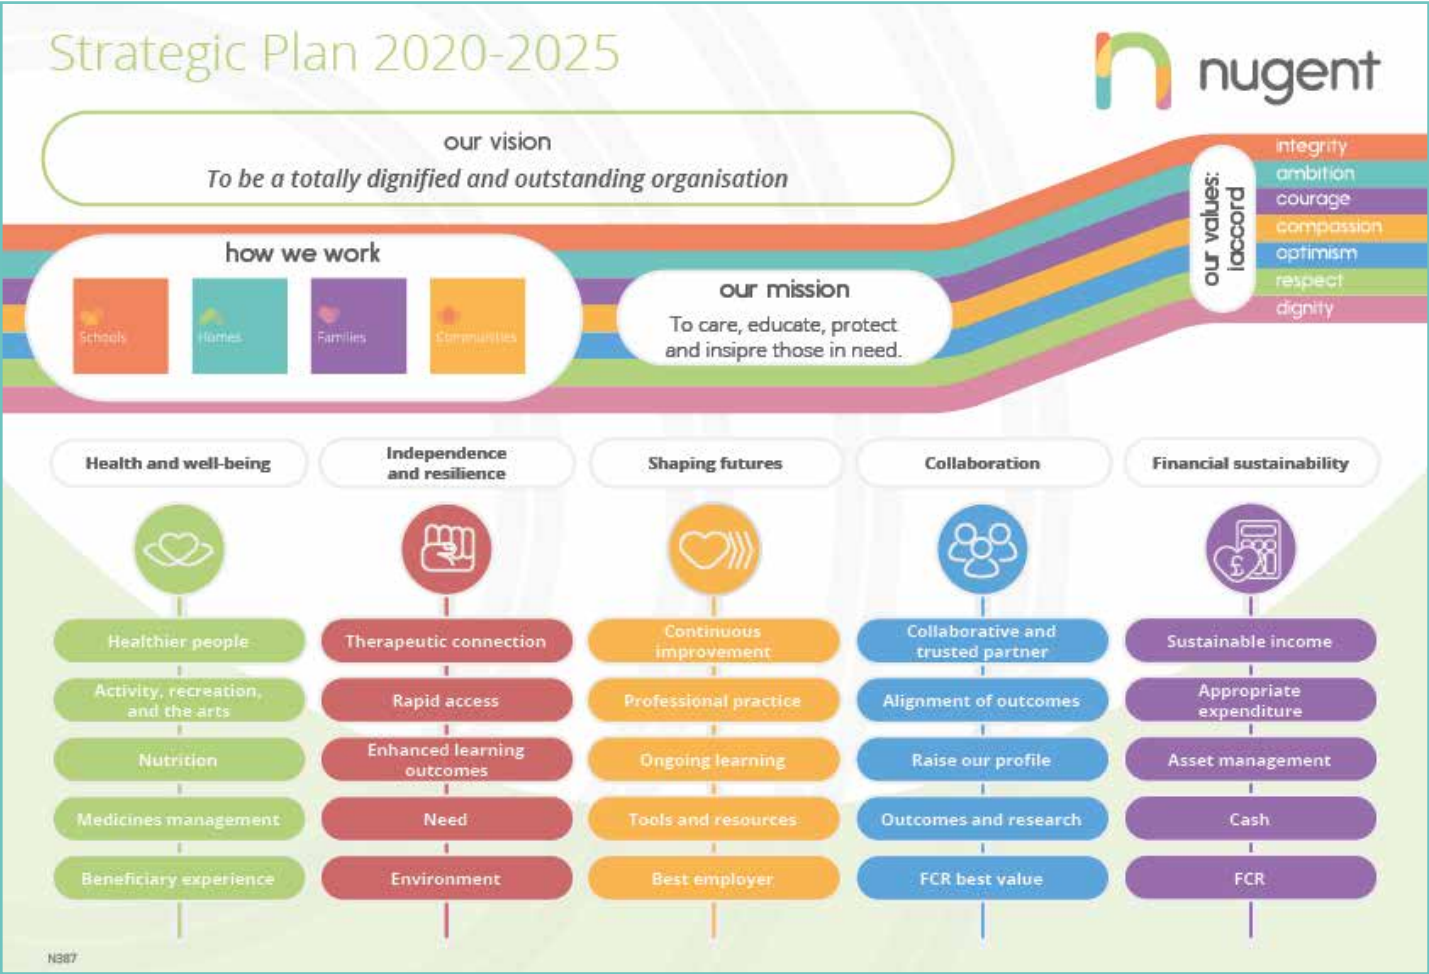 Strategic Plan 2020-2025
nugent
our vision
To be a totally dignified and outstanding organisation
how we work
Schools
Homes
Families
Communities
our mission
To care, educate, protect
and insipre those in need.
our values:
iaccord
integrity
ambition
courage
compassion
optimism
respect
dignity
Health and well-being
Healthier people
Activity, recreation,
and the arts
Nutrition
Medicines management
Beneficiary experience
Independence
and resilience
Therapeutic connection
Rapid access
Enhanced learning
outcomes
Need
Environment
Shaping futures
Continuous
improvement
Professional practice
Ongoing learning
Tools and resources
Best employer
Collaboration
Collaborative and
trusted partner
Alignment of outcomes
Raise our profile
Outcomes and research
FCR best value
Financial sustainability
£
Sustainable income
Appropriate
expenditure
Asset management
Cash
FCR
N387